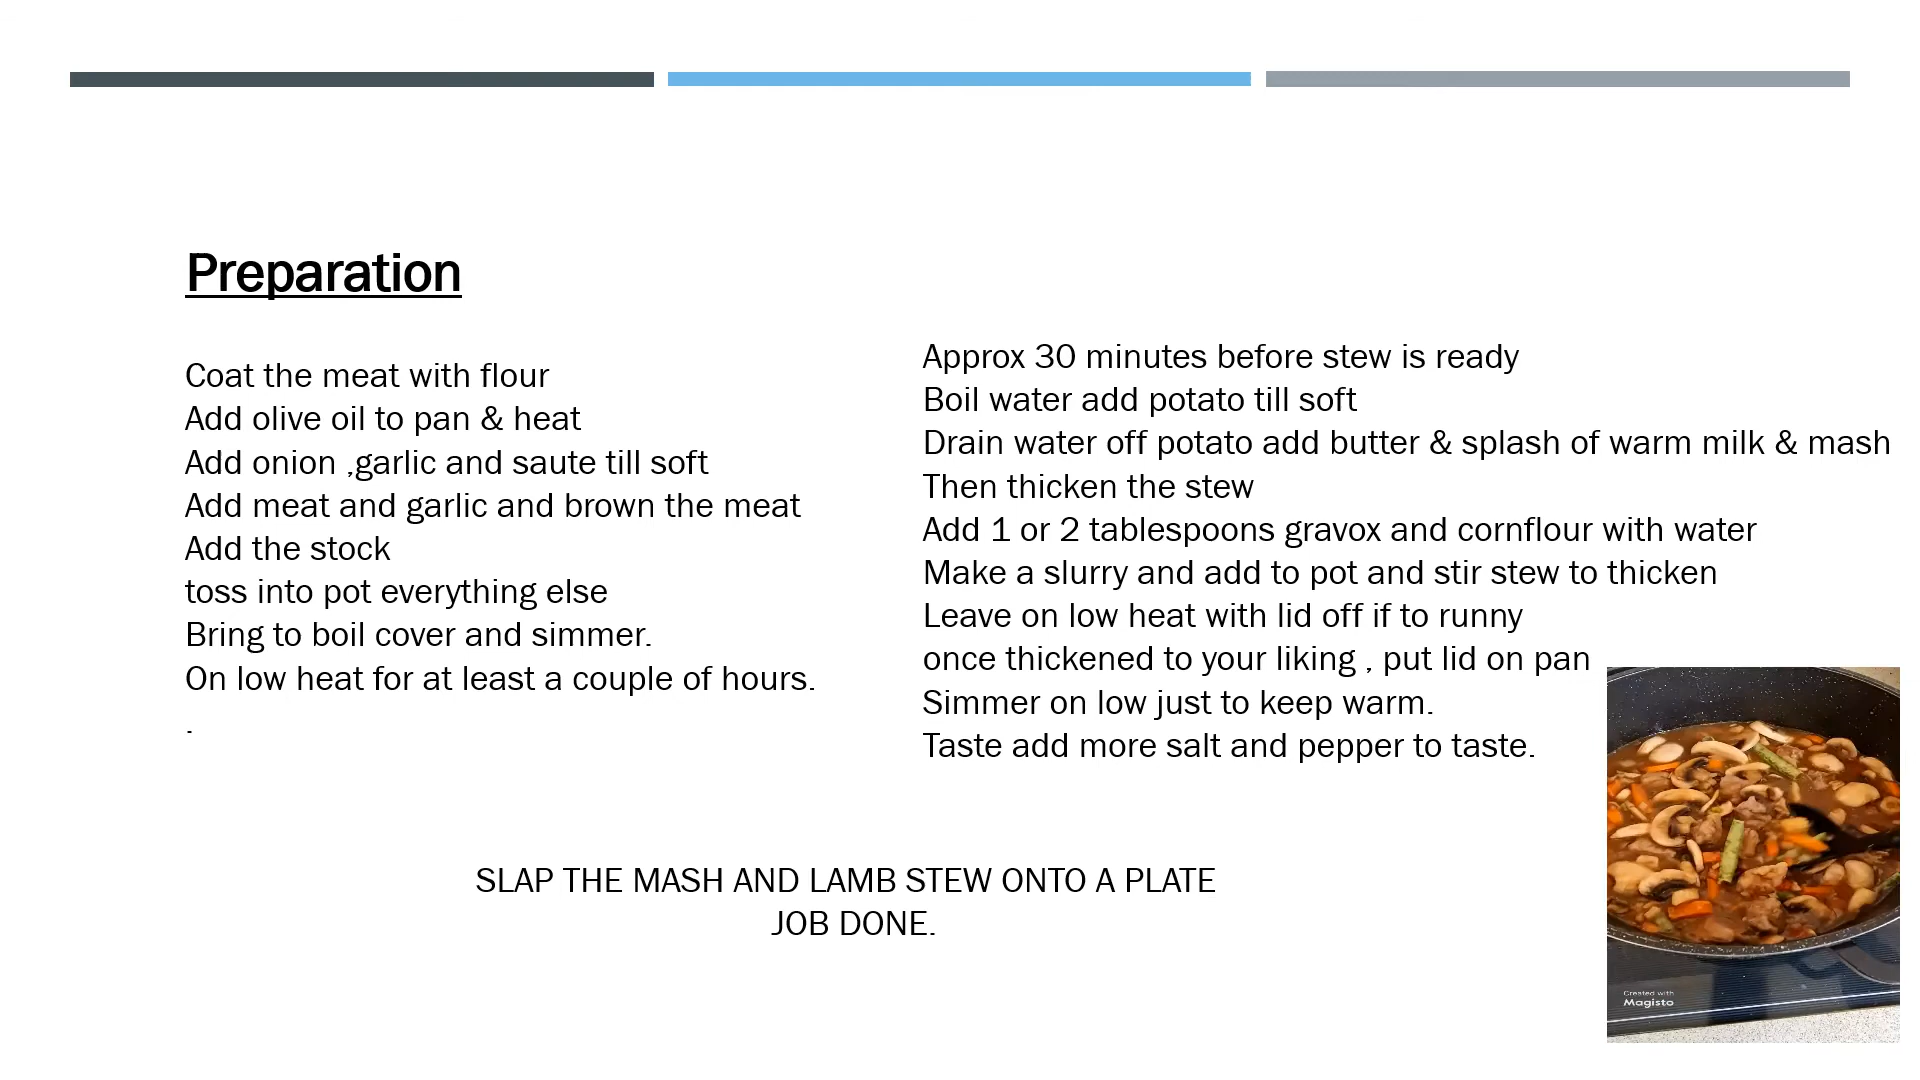 Preparation
Coat the meat with flour
Add olive oil to pan & heat
Add onion ,garlic and saute till soft
Add meat and garlic and brown the meat
Add the stock
toss into pot everything else
Bring to boil cover and simmer.
On low heat for at least a couple of hours.
.
Approx 30 minutes before stew is ready
Boil water add potato till soft
Drain water off potato add butter & splash of warm milk & mash
Then thicken the stew
Add 1 or 2 tablespoons gravox and cornflour with water
Make a slurry and add to pot and stir stew to thicken
Leave on low heat with lid off if to runny
once thickened to your liking , put lid on pan
Simmer on low just to keep warm.
Taste add more salt and pepper to taste.
SLAP THE MASH AND LAMB STEW ONTO A PLATE
JOB DONE.
Created with
Magisto